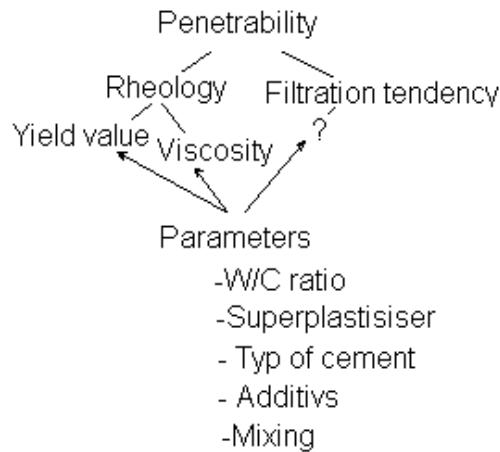 Penetrability
Rheology
Filtration tendency
Yield value
Viscosity
?
Parameters
-W/C ratio
-Superplastisiser
- Typ of cement
- Additivs
-Mixing